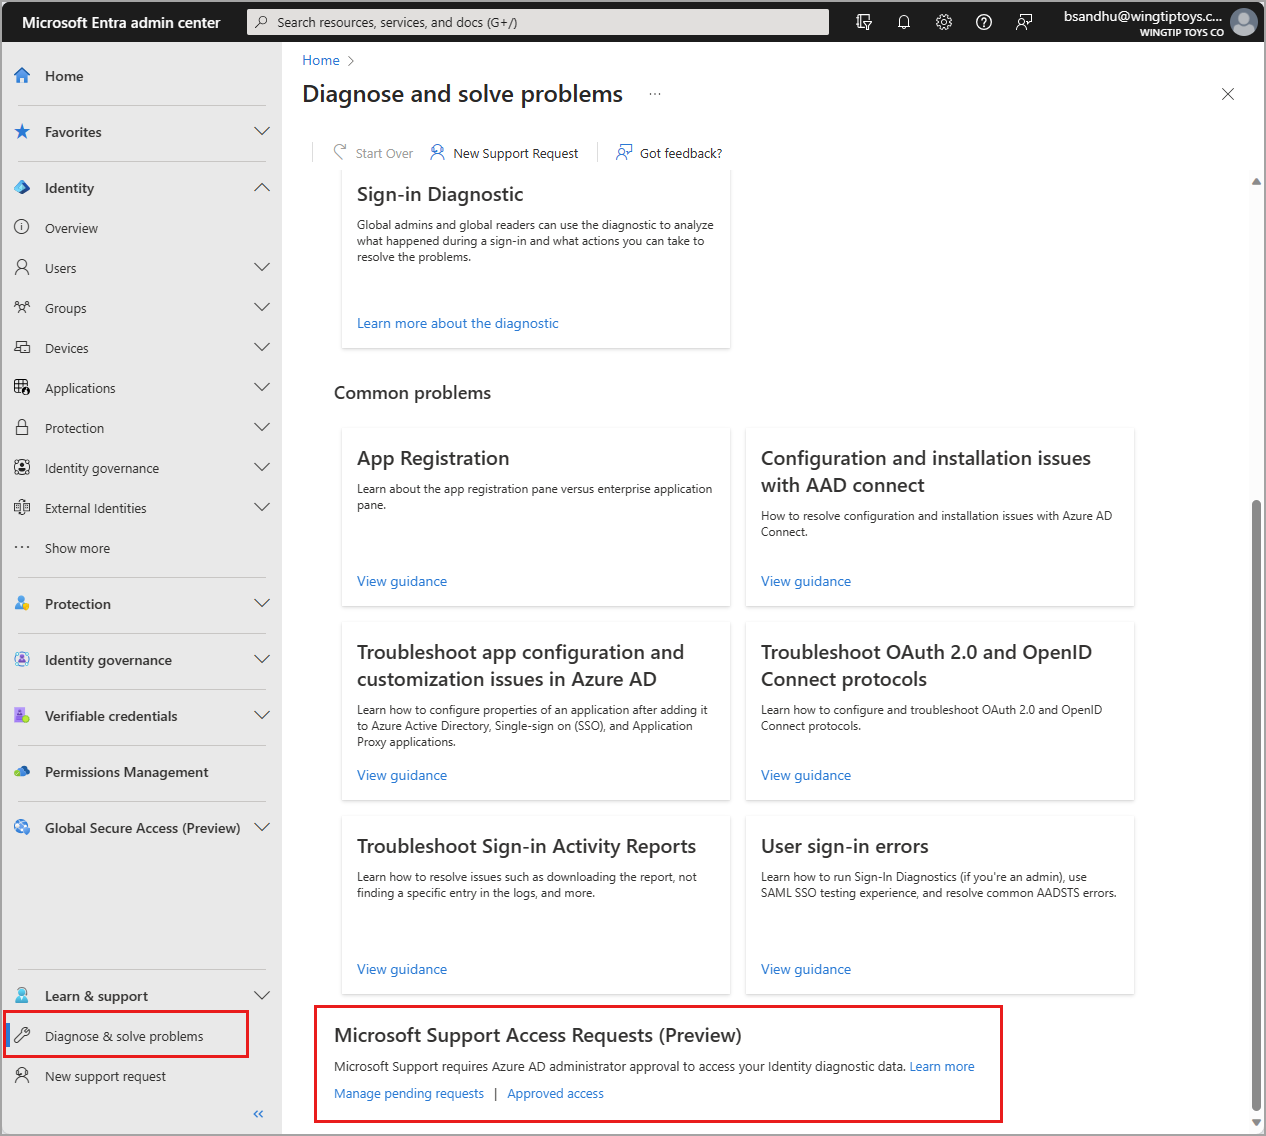 Microsoft Entra admin center
Search resources, services, and docs (G+/)
bsandhu@wingtiptoys.c...
WINGTIP TOYS CO
Home
Favorites
Identity
Overview
Users
Groups
Devices
Applications
Protection
Identity governance
External Identities
Show more
Protection
Identity governance
Verifiable credentials
Permissions Management
Global Secure Access (Preview)
Learn & support
Diagnose & solve problems
New support request
Home
Diagnose and solve problems
Start Over
New Support Request
Got feedback?
Sign-in Diagnostic
Global admins and global readers can use the diagnostic to analyze
what happened during a sign-in and what actions you can take to
resolve the problems.
Learn more about the diagnostic
Common problems
App Registration
Learn about the app registration pane versus enterprise application
pane.
View guidance
Configuration and installation issues
with AAD connect
How to resolve configuration and installation issues with Azure AD
Connect.
View guidance
Troubleshoot app configuration and
customization issues in Azure AD
Learn how to configure properties of an application after adding it
to Azure Active Directory, Single-sign on (SSO), and Application
Proxy applications.
View guidance
Troubleshoot OAuth 2.0 and OpenID
Connect protocols
Learn how to configure and troubleshoot OAuth 2.0 and OpenID
Connect protocols.
View guidance
Troubleshoot Sign-in Activity Reports
Learn how to resolve issues such as downloading the report, not
finding a specific entry in the logs, and more.
View guidance
User sign-in errors
Learn how to run Sign-In Diagnostics (if you're an admin), use
SAML SSO testing experience, and resolve common AADSTS errors.
View guidance
Microsoft Support Access Requests (Preview)
Microsoft Support requires Azure AD administrator approval to access your Identity diagnostic data. Learn more
Manage pending requests | Approved access